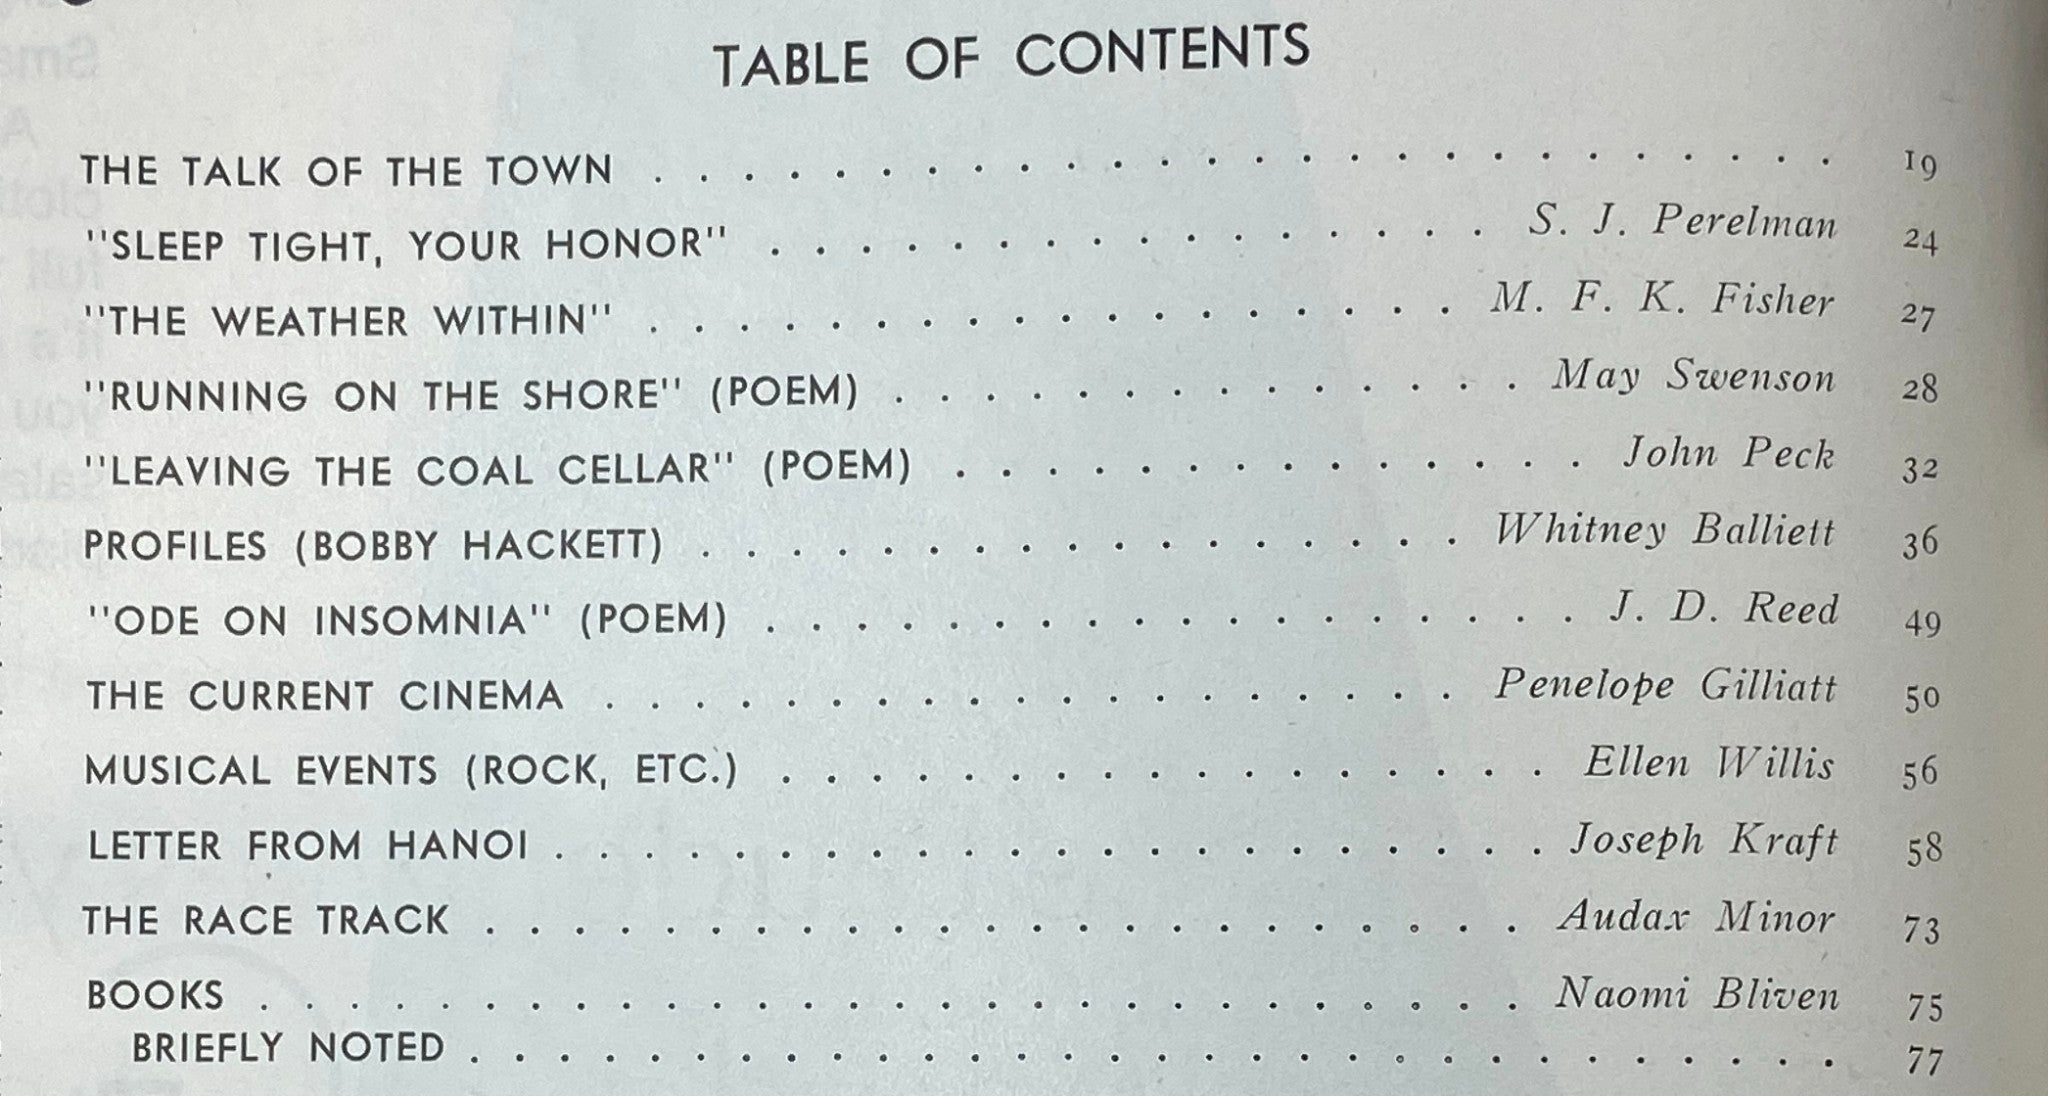 TABLE OF CONTENTS
THE TALK OF THE TOWN . . . . . . . . . . . . . . . . . . . . . . . . . . 19
"SLEEP TIGHT, YOUR HONOR" . . . . . . . . . . . . . . . . S. J. Perelman 24
"THE WEATHER WITHIN" . . . . . . . . . . . . . . . . . . M. F. K. Fisher 27
"RUNNING ON THE SHORE" (POEM) . . . . . . . . . . . . . . May Swenson 28
"LEAVING THE COAL CELLAR" (POEM) . . . . . . . . . . . . . . John Peck 32
PROFILES (BOBBY HACKETT) . . . . . . . . . . . . . . . . . Whitney Balliett 36
"ODE ON INSOMNIA" (POEM) . . . . . . . . . . . . . . . . . . J. D. Reed 49
THE CURRENT CINEMA . . . . . . . . . . . . . . . . . . . Penelope Gilliatt 50
MUSICAL EVENTS (ROCK, ETC.) . . . . . . . . . . . . . . . . . Ellen Willis 56
LETTER FROM HANOI . . . . . . . . . . . . . . . . . . . . . . Joseph Kraft 58
THE RACE TRACK . . . . . . . . . . . . . . . . . . . . . . . Audax Minor 73
BOOKS . . . . . . . . . . . . . . . . . . . . . . . . . . . . Naomi Bliven 75
BRIEFLY NOTED . . . . . . . . . . . . . . . . . . . . . . . . . . . . . . 77